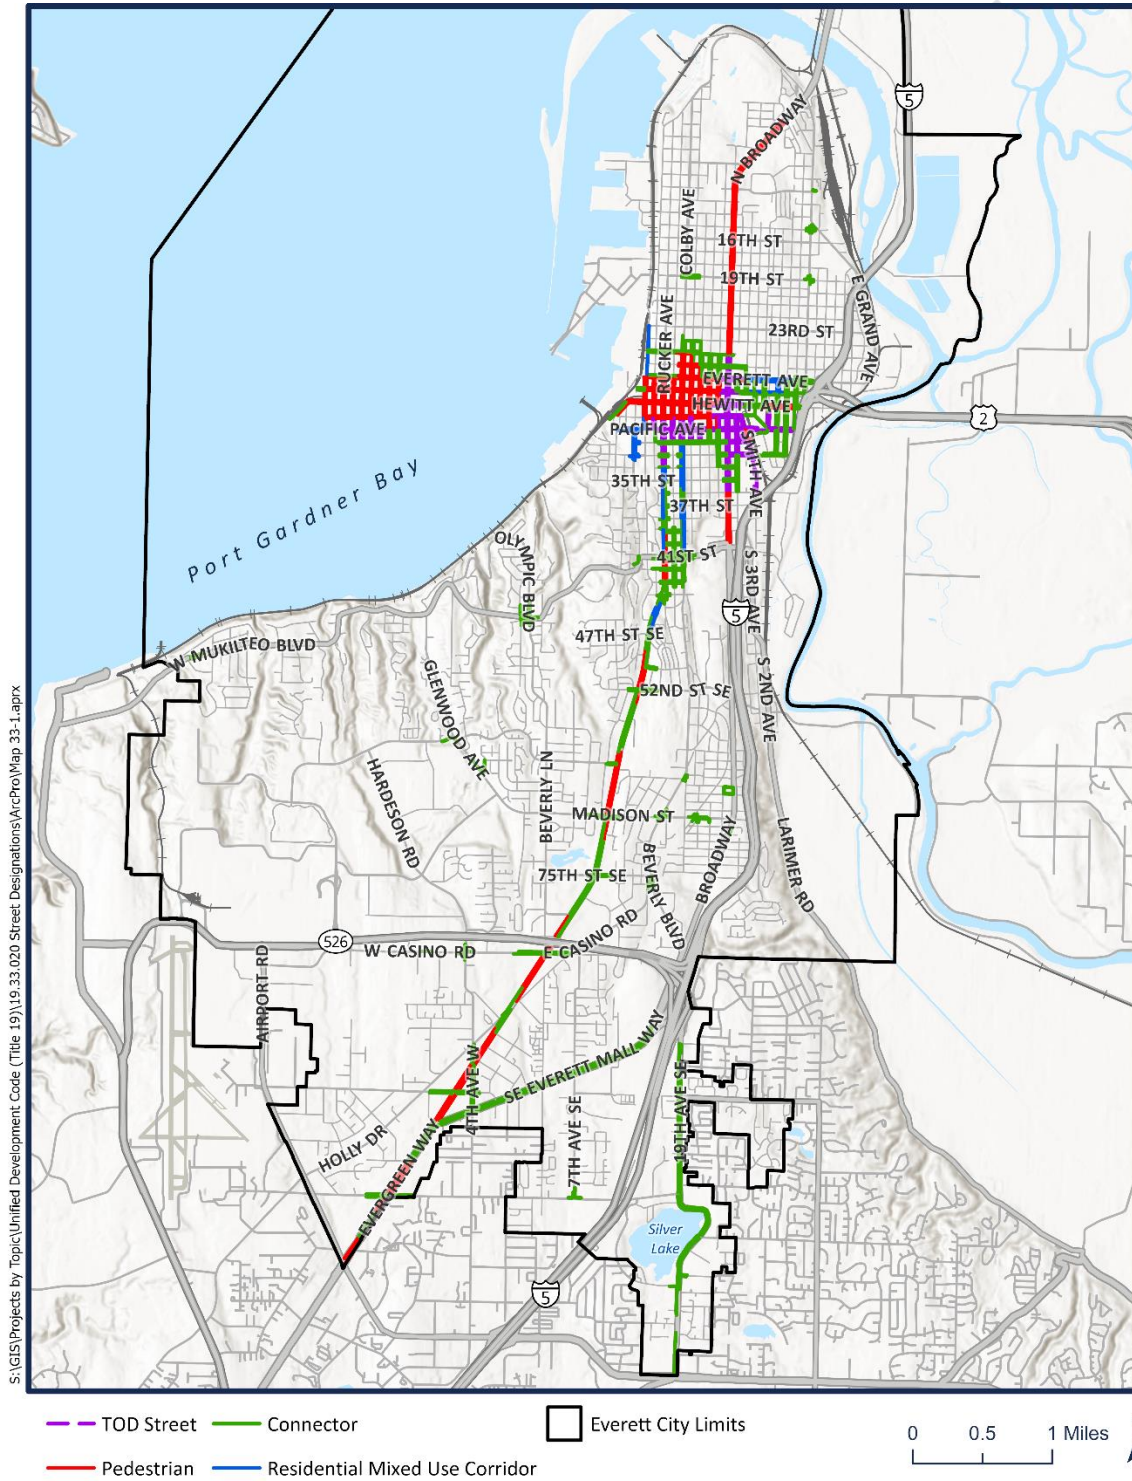 5
N BROADWAY
COLBY AVE
16TH ST
19TH ST
E GRAND AVE
RUCKER AVE
23RD ST
EVERETT AVE
HEWITT AVE
2
PACIFIC AVE
SMITH AVE
35TH ST
37TH ST
Port Gardner Bay
OLYMPIC BLVD
41ST ST
S 3RD AVE
5
47TH ST SE
W MUKILTEO BLVD
S 2ND AVE
52ND ST SE
GLENWOOD AVE
BEVERLY LN
HARDESON RD
MADISON ST
LARIMER RD
BROADWAY
BEVERLY BLVD
75TH ST SE
E CASINO RD
526
W CASINO RD
AIRPORT RD
SE EVERETT MALL WAY
4TH AVE W
19TH AVE SE
7TH AVE SE
HOLLY DR
EVERGREEN WAY
Silver
Lake
5
S:\GIS\Projects by Topic\Unified Development Code (Title 19)\19.33.020 Street Designations\ArcPro\Map 33-1.aprx
TOD Street
Connector
Everett City Limits
Pedestrian
Residential Mixed Use Corridor
0 0.5 1 Miles